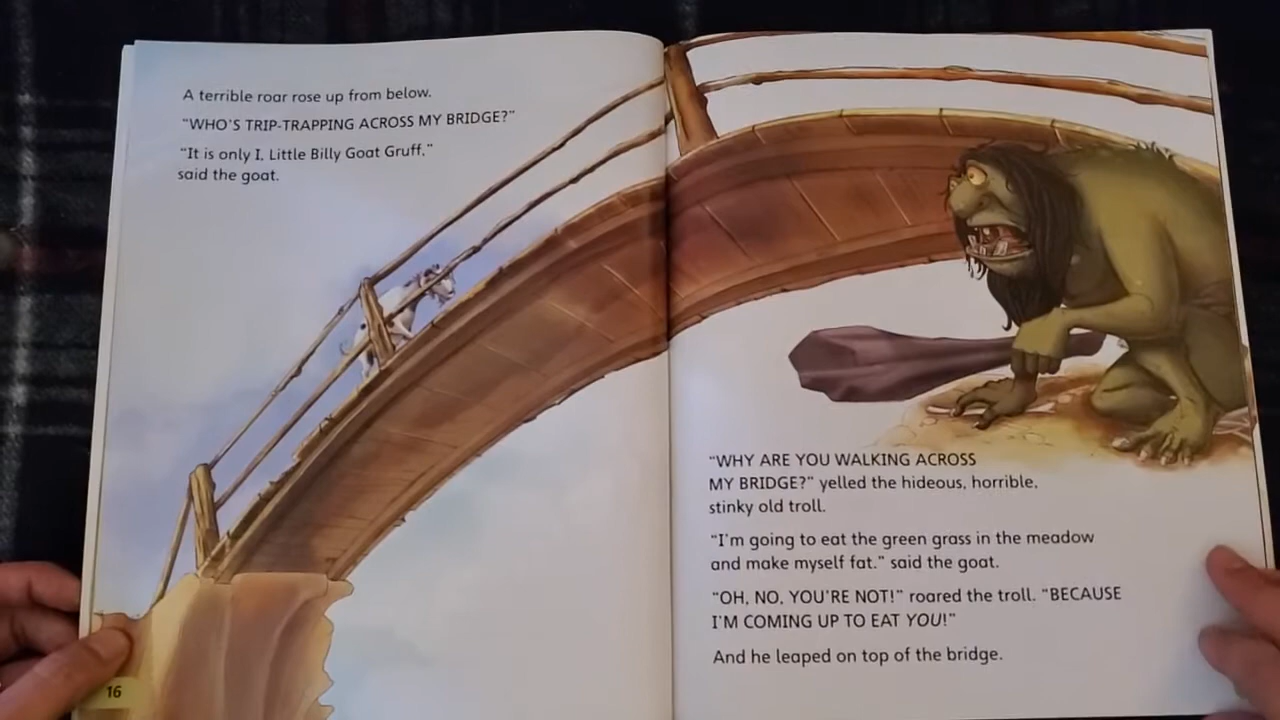 A terrible roar rose up from below.
"WHO'S TRIP-TRAPPING ACROSS MY BRIDGE?"
"It is only I, Little Billy Goat Gruff,"
said the goat.
16
"WHY ARE YOU WALKING ACROSS
MY BRIDGE?" yelled the hideous, horrible,
stinky old troll.
"I'm going to eat the green grass in the meadow
and make myself fat." said the goat.
"OH, NO, YOU'RE NOT!" roared the troll. "BECAUSE
I'M COMING UP TO EAT YOU!"
And he leaped on top of the bridge.